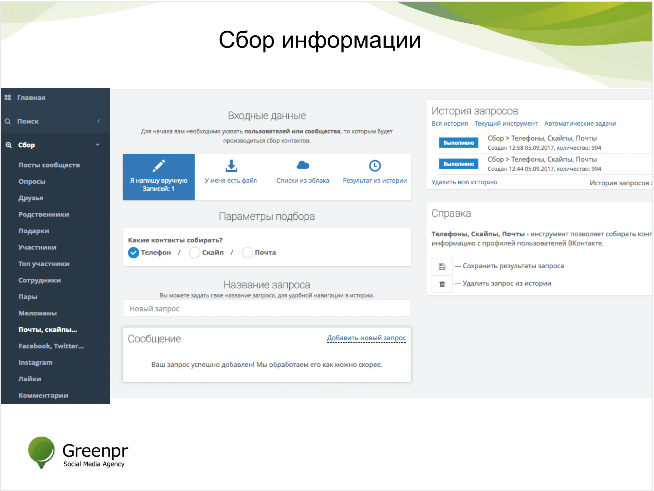 Сбор информации
Главная
Поиск
Сбор
Посты сообществ
Опросы
Друзья
Родственники
Подарки
Участники
Топ участники
Сотрудники
Пары
Меломаны
Почты, скайпы...
Facebook, Twitter...
Instagram
Лайки
Комментарии
Входные данные
Для начала вам необходимо указать пользователей или сообщества, по которым будет
производиться сбор контактов.
Я напишу вручную
Записей: 1
У меня есть файл
Списки из облака
Результат из истории
Параметры подбора
Какие контакты собирать?
Телефон / Скайп / Почта
Название запроса
Вы можете задать свое название запроса, для удобной навигации в истории.
Новый запрос
Сообщение
Добавить новый запрос
Ваш запрос успешно добавлен! Мы обработаем его как можно скорее.
История запросов
Вся история Текущий инструмент Автоматические задачи
Выполнено
Сбор > Телефоны, Скайпы, Почты
Создан 12:58 05.09.2017, количество: 994
Выполнено
Сбор > Телефоны, Скайпы, Почты
Создан 12:44 05.09.2017, количество: 994
Удалить всю историю
История запросов
Справка
Телефоны, Скайпы, Почты - инструмент позволяет собирать конт
информацию с профилей пользователей ВКонтакте.
— Сохранить результаты запроса
— Удалить запрос из истории
Greenpr
Social Media Agency